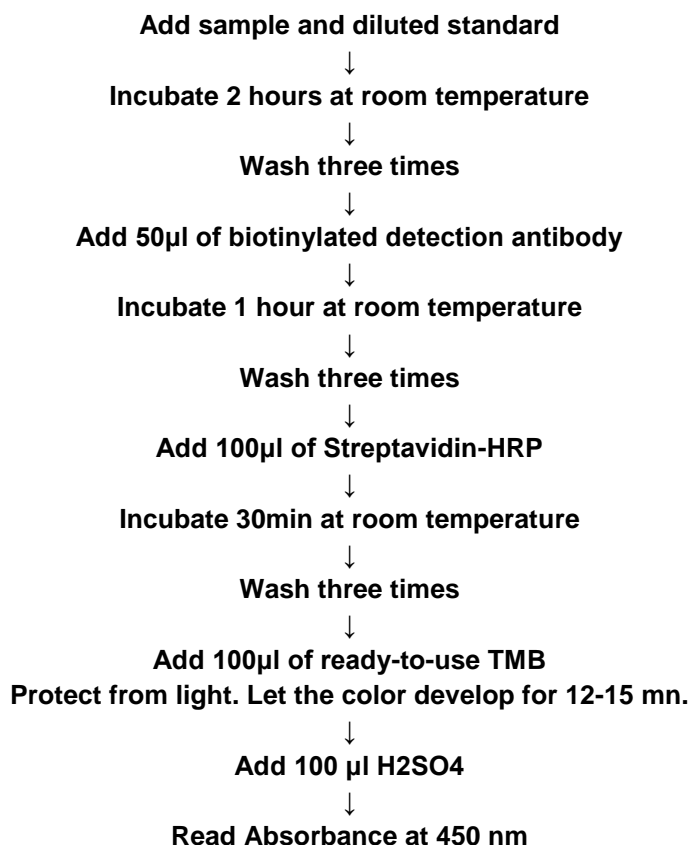 Add sample and diluted standard
↓
Incubate 2 hours at room temperature
↓
Wash three times
↓
Add 50µl of biotinylated detection antibody
↓
Incubate 1 hour at room temperature
↓
Wash three times
↓
Add 100µl of Streptavidin-HRP
↓
Incubate 30min at room temperature
↓
Wash three times
↓
Add 100µl of ready-to-use TMB
Protect from light. Let the color develop for 12-15 mn.
↓
Add 100 µl H2SO4
↓
Read Absorbance at 450 nm